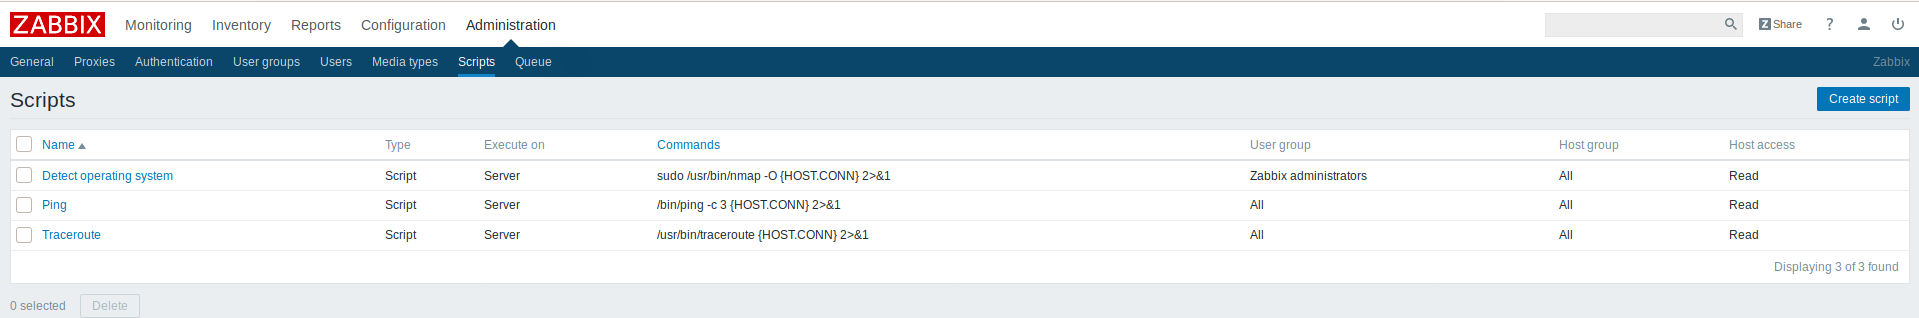 ZABBIX Monitoring Inventory Reports Configuration Administration Z Share ?
General Proxies Authentication User groups Users Media types Scripts Queue Zabbix
Scripts Create script
Name Type Execute on Commands User group Host group Host access
Detect operating system Script Server sudo /usr/bin/nmap -O {HOST.CONN} 2>&1 Zabbix administrators All Read
Ping Script Server /bin/ping -c 3 {HOST.CONN} 2>&1 All All Read
Traceroute Script Server /usr/bin/traceroute {HOST.CONN} 2>&1 All All Read
Displaying 3 of 3 found
0 selected Delete